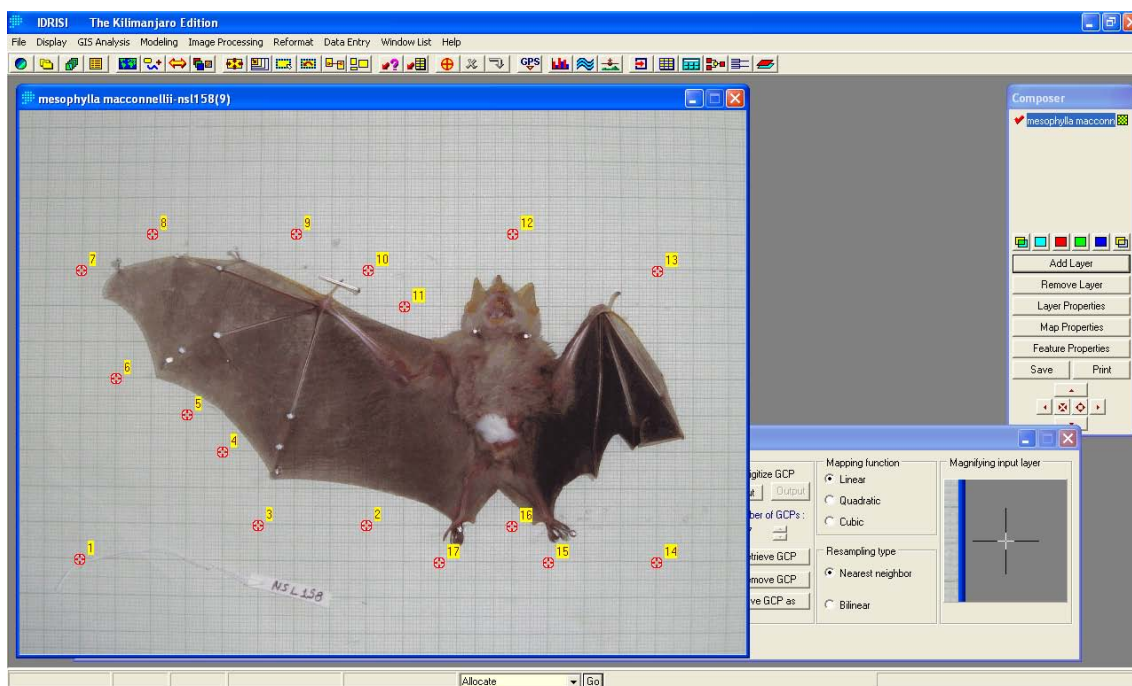 IDRISI The Kilimanjaro Edition
File Display GIS Analysis Modeling Image Processing Reformat Data Entry Window List Help
GPS
mesophylla macconnellii-nsl158(9)
8
9
12
7
10
13
11
6
5
4
3
2
16
1
17
15
14
NSL158
Composer
mesophylla macconn
Add Layer
Remove Layer
Layer Properties
Map Properties
Feature Properties
Save Print
gitize GCP
Output
ber of GCPs :
trieve GCP
move GCP
ve GCP as
Mapping function
Linear
Quadratic
Cubic
Resampling type
Nearest neighbor
Bilinear
Magnifying input layer
Allocate
Go